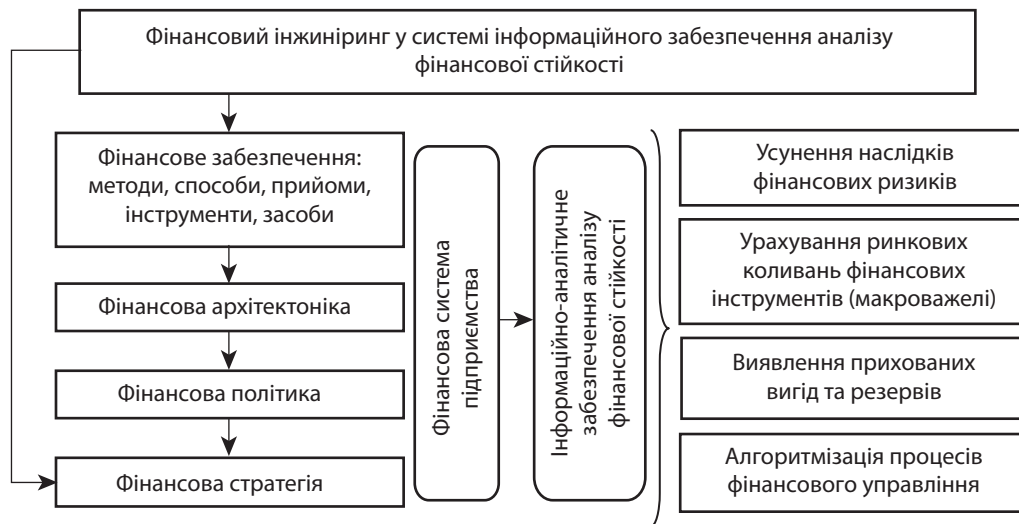 Фінансовий інжиніринг у системі інформаційного забезпечення аналізу
фінансової стійкості
Фінансове забезпечення:
методи, способи, прийоми,
інструменти, засоби
Фінансова архітектоніка
Фінансова політика
Фінансова стратегія
Фінансова система
підприємства
Інформаційно-аналітичне
забезпечення аналізу
фінансової стійкості
Усунення наслідків
фінансових ризиків
Урахування ринкових
коливань фінансових
інструментів (макроважелі)
Виявлення прихованих
вигід та резервів
Алгоритмізація процесів
фінансового управління